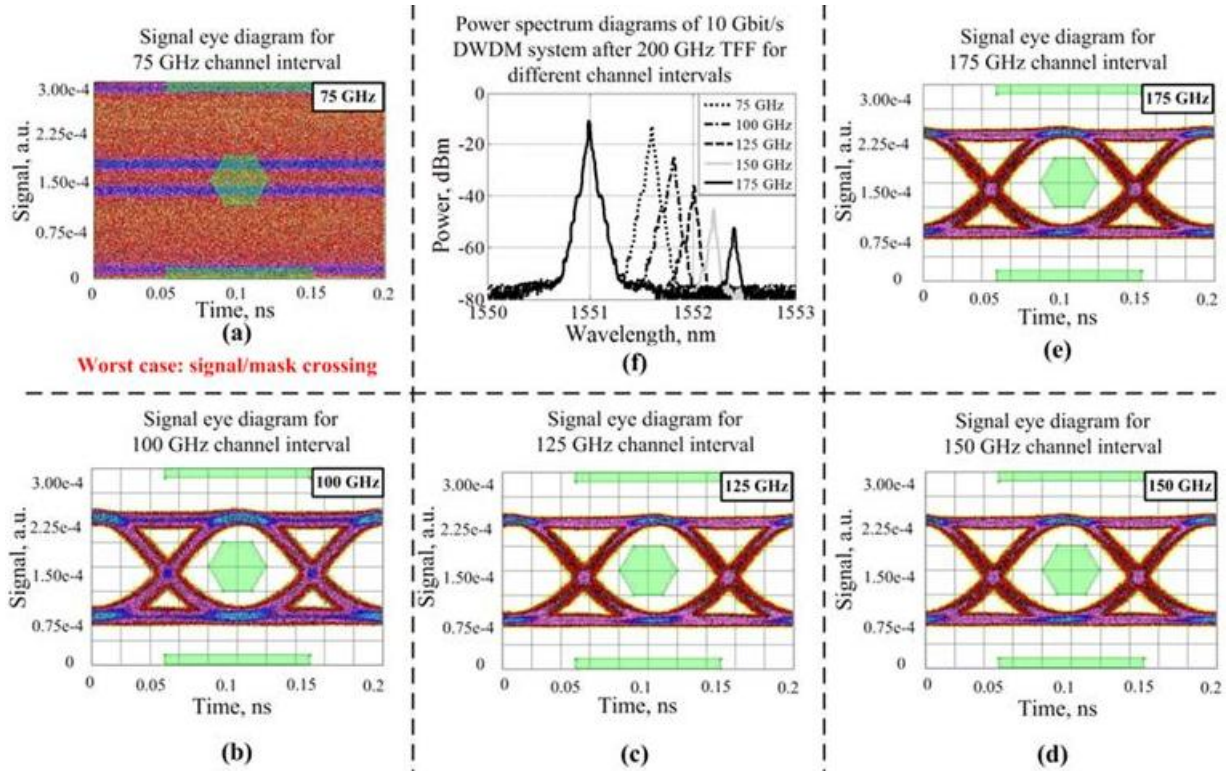 Signal eye diagram for
75 GHz channel interval
75 GHz
3.00e-4
2.25e-4
1.50e-4
0.75e-4
0
Signal, a.u.
0 0.05 0.1 0.15 0.2
Time, ns
(a)
Worst case: signal/mask crossing
Power spectrum diagrams of 10 Gbit/s
DWDM system after 200 GHz TFF for
different channel intervals
0
-20
-40
-60
-80
Power, dBm
75 GHz
100 GHz
125 GHz
150 GHz
175 GHz
1550 1551 1552 1553
Wavelength, nm
(f)
Signal eye diagram for
175 GHz channel interval
175 GHz
3.00e-4
2.25e-4
1.50e-4
0.75e-4
0
Signal, a.u.
0 0.05 0.1 0.15 0.2
Time, ns
(e)
Signal eye diagram for
100 GHz channel interval
100 GHz
3.00e-4
2.25e-4
1.50e-4
0.75e-4
0
Signal, a.u.
0 0.05 0.1 0.15 0.2
Time, ns
(b)
Signal eye diagram for
125 GHz channel interval
125 GHz
3.00e-4
2.25e-4
1.50e-4
0.75e-4
0
Signal, a.u.
0 0.05 0.1 0.15 0.2
Time, ns
(c)
Signal eye diagram for
150 GHz channel interval
150 GHz
3.00e-4
2.25e-4
1.50e-4
0.75e-4
0
Signal, a.u.
0 0.05 0.1 0.15 0.2
Time, ns
(d)